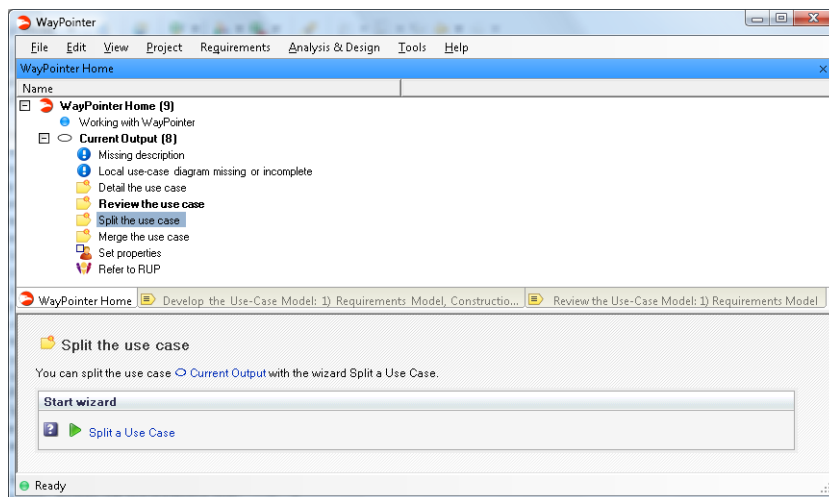 WayPointer
File Edit View Project Requirements Analysis & Design Tools Help
WayPointer Home
Name
WayPointer Home (9)
Working with WayPointer
Current Output (8)
Missing description
Local use-case diagram missing or incomplete
Detail the use case
Review the use case
Split the use case
Merge the use case
Set properties
Refer to RUP
WayPointer Home Develop the Use-Case Model: 1) Requirements Model, Constructio... Review the Use-Case Model: 1) Requirements Model
Split the use case
You can split the use case Current Output with the wizard Split a Use Case.
Start wizard
Split a Use Case
Ready